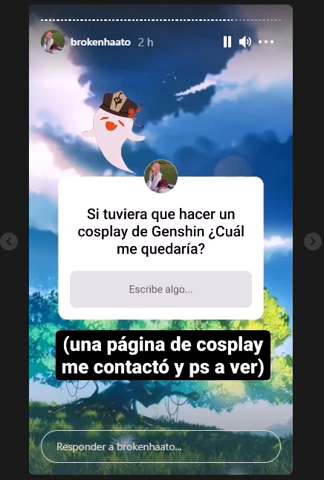 brokenhaato 2 h
Si tuviera que hacer un
cosplay de Genshin ¿Cuál
me quedaría?
Escribe algo...
(una página de cosplay
me contactó y ps a ver)
Responder a brokenhaato...